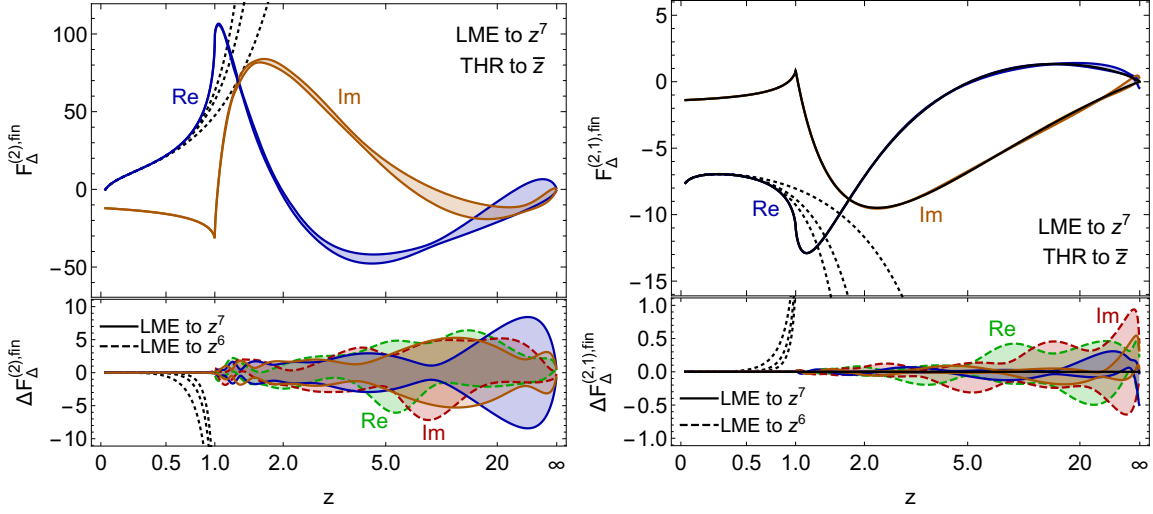 LME to z^7
THR to z̅
Re
Im
F_Δ^{(2),fin}
100
50
0
−50
LME to z^7
LME to z^6
Re
Im
ΔF_Δ^{(2),fin}
10
5
0
−5
−10
0
0.5
1.0
2.0
5.0
20
∞
z
5
0
−5
−10
−15
F_Δ^{(2,1),fin}
Re
Im
LME to z^7
THR to z̅
1.0
0.5
0.0
−0.5
−1.0
ΔF_Δ^{(2,1),fin}
Re
Im
LME to z^7
LME to z^6
0
0.5
1.0
2.0
5.0
20
∞
z